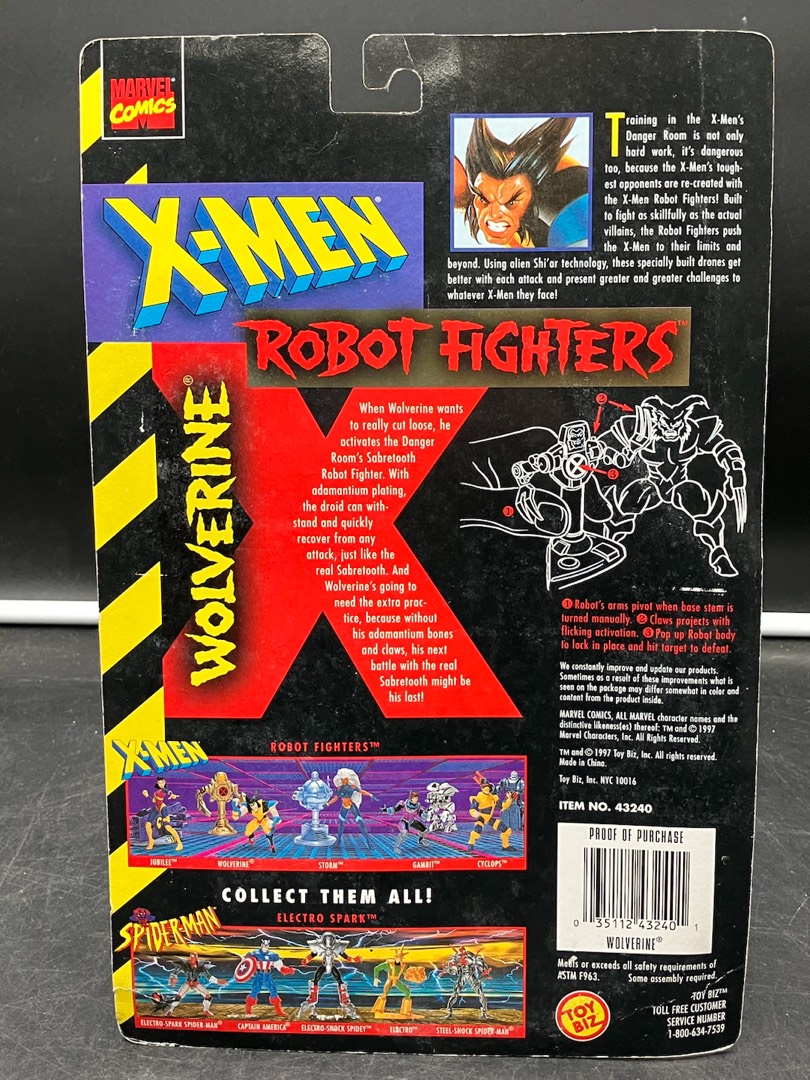 MARVEL®
COMICS
M
Training in the X-Men's
Danger Room is not only
hard work, it's dangerous
too, because the X-Men's tough-
est opponents are re-created with
the X-Men Robot Fighters! Built
to fight as skillfully as the actual
villains, the Robot Fighters push
the X-Men to their limits and
beyond. Using alien Shi'ar technology, these specially built drones get
better with each attack and present greater and greater challenges to
whatever X-Men they face!
X-MEN®
ROBOT FIGHTERS™
WOLVERINE®
When Wolverine wants
to really cut loose, he
activates the Danger
Room's Sabretooth
Robot Fighter. With
adamantium plating,
the droid can with-
stand and quickly
recover from any
attack, just like the
real Sabretooth. And
Wolverine's going to
need the extra prac-
tice, because without
his adamantium bones
and claws, his next
battle with the real
Sabretooth might be
his last!
2
3
1
1 Robot's arms pivot when base stem is
turned manually. 2 Claws projects with
flicking activation. 3 Pop up Robot body
to lock in place and hit target to defeat.
We constantly improve and update our products.
Sometimes as a result of these improvements what is
seen on the package may differ somewhat in color and
content from the product inside.
MARVEL COMICS, ALL MARVEL character names and the
distinctive likeness(es) thereof: TM and © 1997
Marvel Characters, Inc. All Rights Reserved.
TM and © 1997 Toy Biz, Inc. All rights reserved.
Made in China.
Toy Biz, Inc. NYC 10016
ITEM NO. 43240
X-MEN
ROBOT FIGHTERS™
JUBILEE™ WOLVERINE® STORM™ GAMBIT™ CYCLOPS™
COLLECT THEM ALL!
SPIDER-MAN
ELECTRO SPARK™
ELECTRO-SPARK SPIDER-MAN® CAPTAIN AMERICA® ELECTRO-SHOCK SPIDEY™ ELECTRO™ STEEL-SHOCK SPIDER-MAN®
PROOF OF PURCHASE
0 35112 43240 1
WOLVERINE®
Meets or exceeds all safety requirements of
ASTM F963. Some assembly required.
TOY
BIZ
TOY BIZ™
TOLL FREE CUSTOMER
SERVICE NUMBER
1-800-634-7539